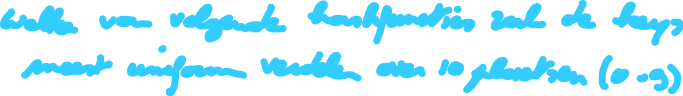 Welke van volgende hashfuncties zal de keys
meest uniform verdelen over 10 plaatsen (0..9)